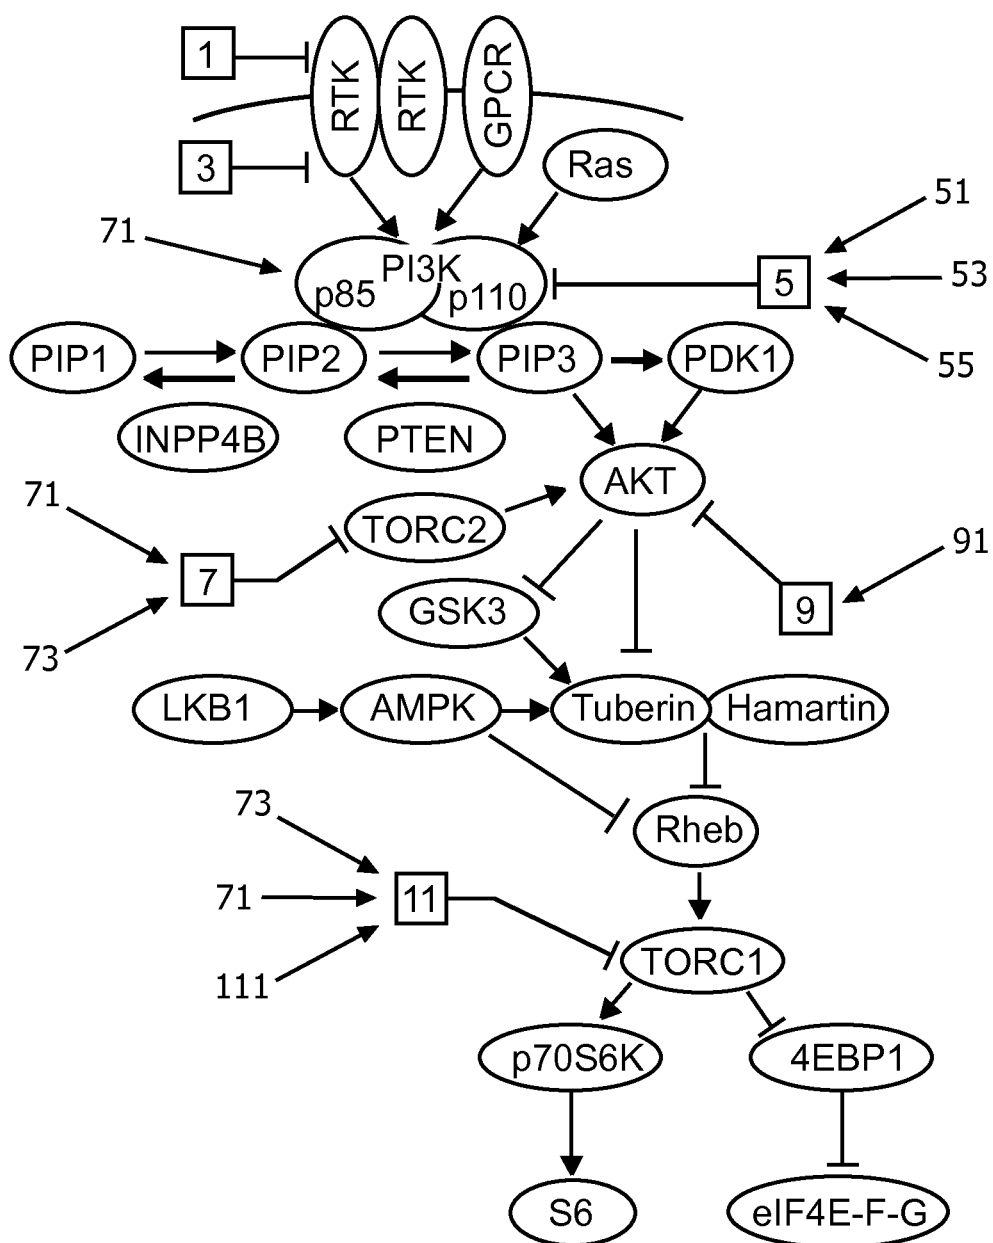 1
RTK
RTK
GPCR
3
Ras
71
51
PI3K
p85
p110
5
53
55
PIP1
PIP2
PIP3
PDK1
INPP4B
PTEN
AKT
71
TORC2
7
91
9
GSK3
73
LKB1
AMPK
Tuberin
Hamartin
73
Rheb
71
11
111
TORC1
p70S6K
4EBP1
S6
eIF4E-F-G